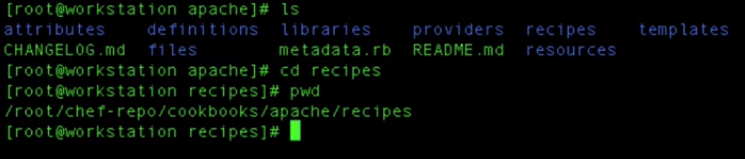 [root@workstation apache]# ls
attributes definitions libraries providers recipes templates
CHANGELOG.md files metadata.rb README.md resources
[root@workstation apache]# cd recipes
[root@workstation recipes]# pwd
/root/chef-repo/cookbooks/apache/recipes
[root@workstation recipes]#